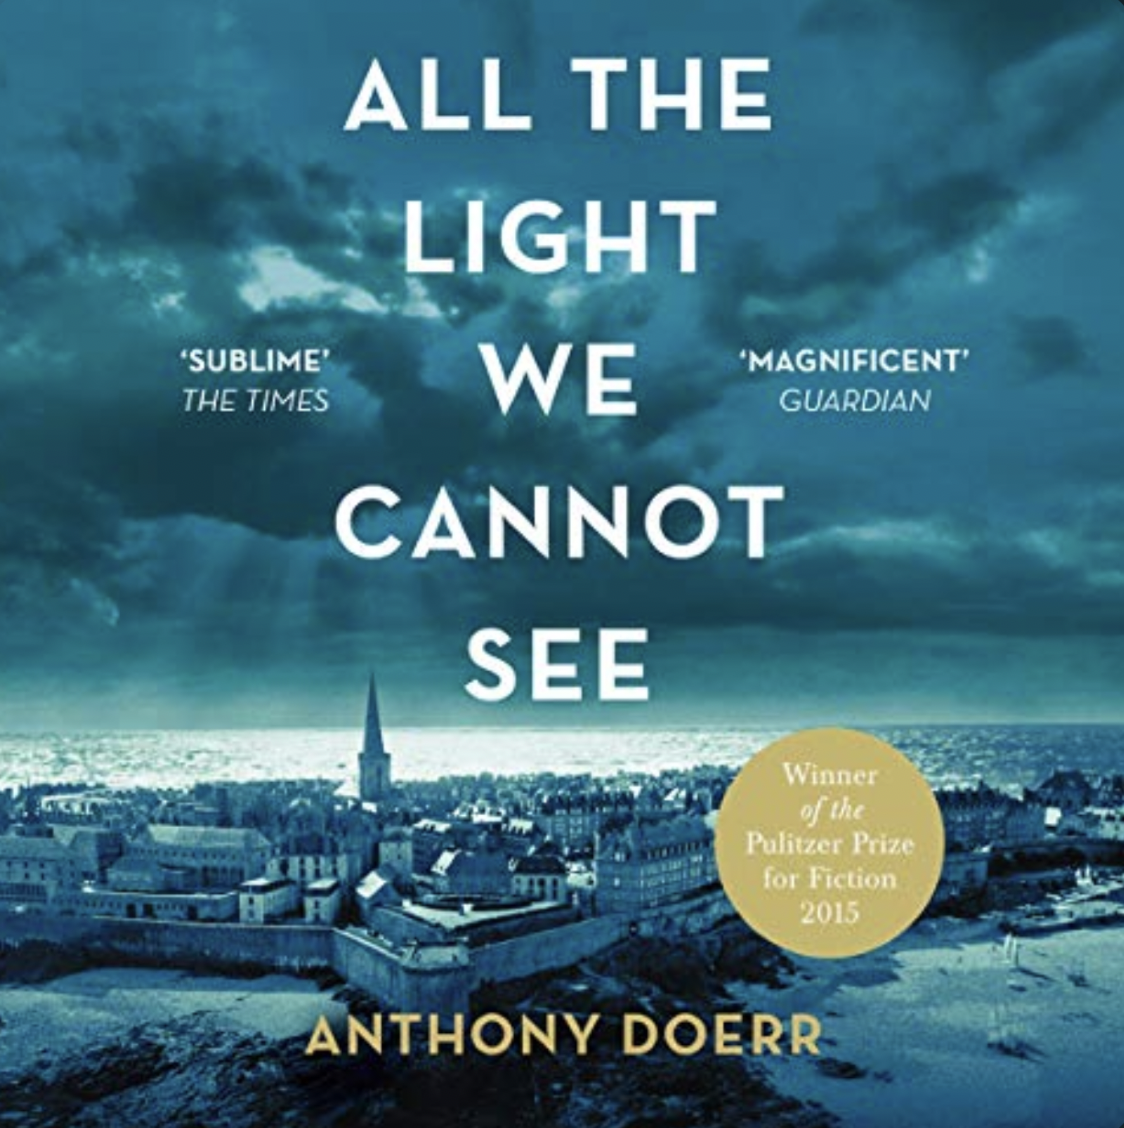 ALL THE
LIGHT
WE
‘SUBLIME’
THE TIMES
‘MAGNIFICENT’
GUARDIAN
CANNOT
SEE
Winner
of the
Pulitzer Prize
for Fiction
2015
ANTHONY DOERR